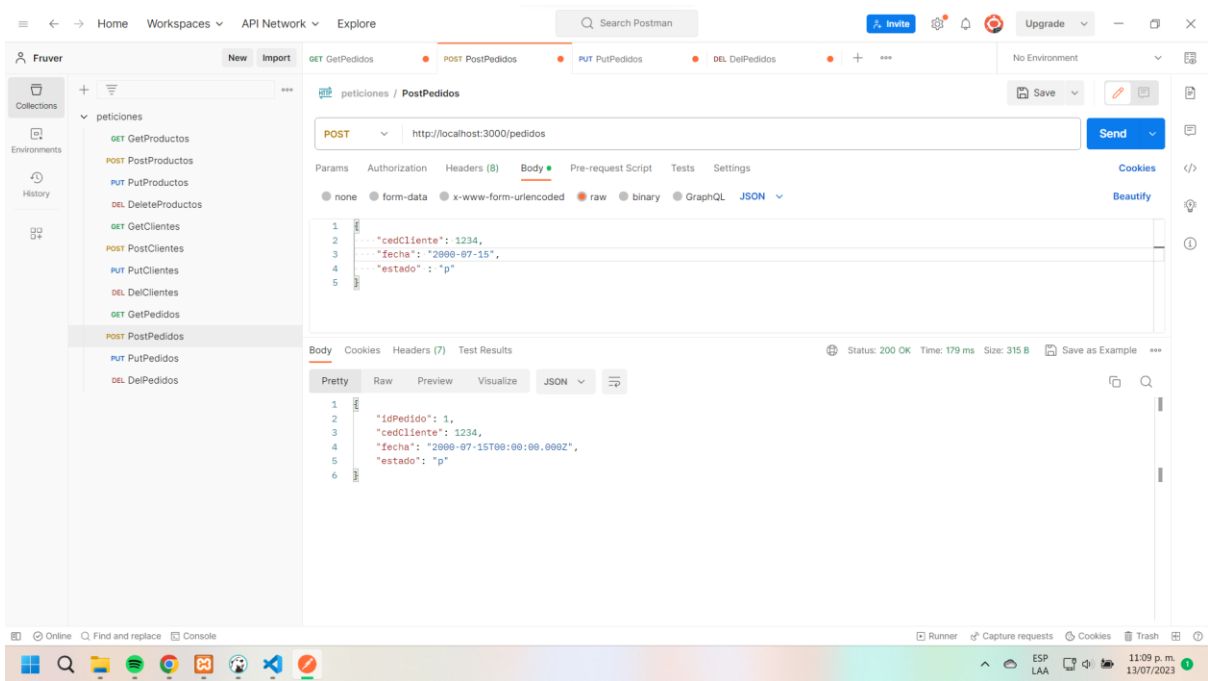 Home Workspaces API Network Explore Search Postman Invite Upgrade
Fruver New Import GET GetPedidos POST PostPedidos PUT PutPedidos DEL DelPedidos No Environment
Collections
Environments
History
peticiones
GET GetProductos
POST PostProductos
PUT PutProductos
DEL DeleteProductos
GET GetClientes
POST PostClientes
PUT PutClientes
DEL DelClientes
GET GetPedidos
POST PostPedidos
PUT PutPedidos
DEL DelPedidos
HTTP peticiones / PostPedidos Save
POST http://localhost:3000/pedidos Send
Params Authorization Headers (8) Body Pre-request Script Tests Settings Cookies
none form-data x-www-form-urlencoded raw binary GraphQL JSON Beautify
1 {
2 "cedCliente": 1234,
3 "fecha": "2000-07-15",
4 "estado" : "p"
5 }
Body Cookies Headers (7) Test Results Status: 200 OK Time: 179 ms Size: 315 B Save as Example
Pretty Raw Preview Visualize JSON
1 {
2 "idPedido": 1,
3 "cedCliente": 1234,
4 "fecha": "2000-07-15T00:00:00.000Z",
5 "estado": "p"
6 }
Online Find and replace Console Runner Capture requests Cookies Trash
ESP
LAA
11:09 p. m.
13/07/2023
1